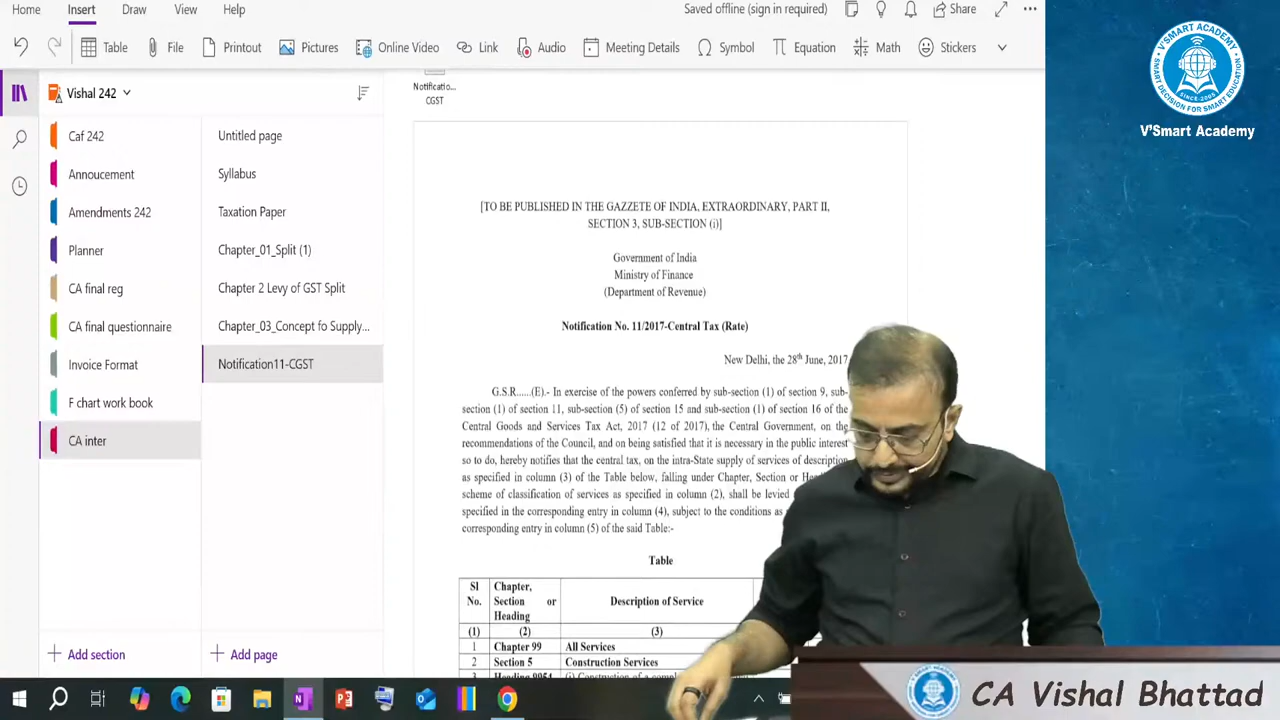 Home Insert Draw View Help Saved offline (sign in required) Share
Table File Printout Pictures Online Video Link Audio Meeting Details Symbol Equation Math Stickers
Vishal 242
Caf 242
Annoucement
Amendments 242
Planner
CA final reg
CA final questionnaire
Invoice Format
F chart work book
CA inter
Add section
Untitled page
Syllabus
Taxation Paper
Chapter_01_Split (1)
Chapter 2 Levy of GST Split
Chapter_03_Concept fo Supply...
Notification11-CGST
Add page
Notificatio...
CGST
[TO BE PUBLISHED IN THE GAZZETE OF INDIA, EXTRAORDINARY, PART II,
SECTION 3, SUB-SECTION (i)]
Government of India
Ministry of Finance
(Department of Revenue)
Notification No. 11/2017-Central Tax (Rate)
New Delhi, the 28th June, 2017
G.S.R......(E).- In exercise of the powers conferred by sub-section (1) of section 9, sub-
section (1) of section 11, sub-section (5) of section 15 and sub-section (1) of section 16 of the
Central Goods and Services Tax Act, 2017 (12 of 2017), the Central Government, on the
recommendations of the Council, and on being satisfied that it is necessary in the public interest
so to do, hereby notifies that the central tax, on the intra-State supply of services of description
as specified in column (3) of the Table below, falling under Chapter, Section or
scheme of classification of services as specified in column (2), shall be levied
specified in the corresponding entry in column (4), subject to the conditions as
corresponding entry in column (5) of the said Table:-
Table
Sl No. Chapter, Section or Heading Description of Service
(1) (2) (3)
1 Chapter 99 All Services
2 Section 5 Construction Services
3 Heading 9954 (i) Construction of a
V'SMART ACADEMY
SMART DECISION FOR SMART EDUCATION
SINCE-2005
V'Smart Academy
CA Vishal Bhattad